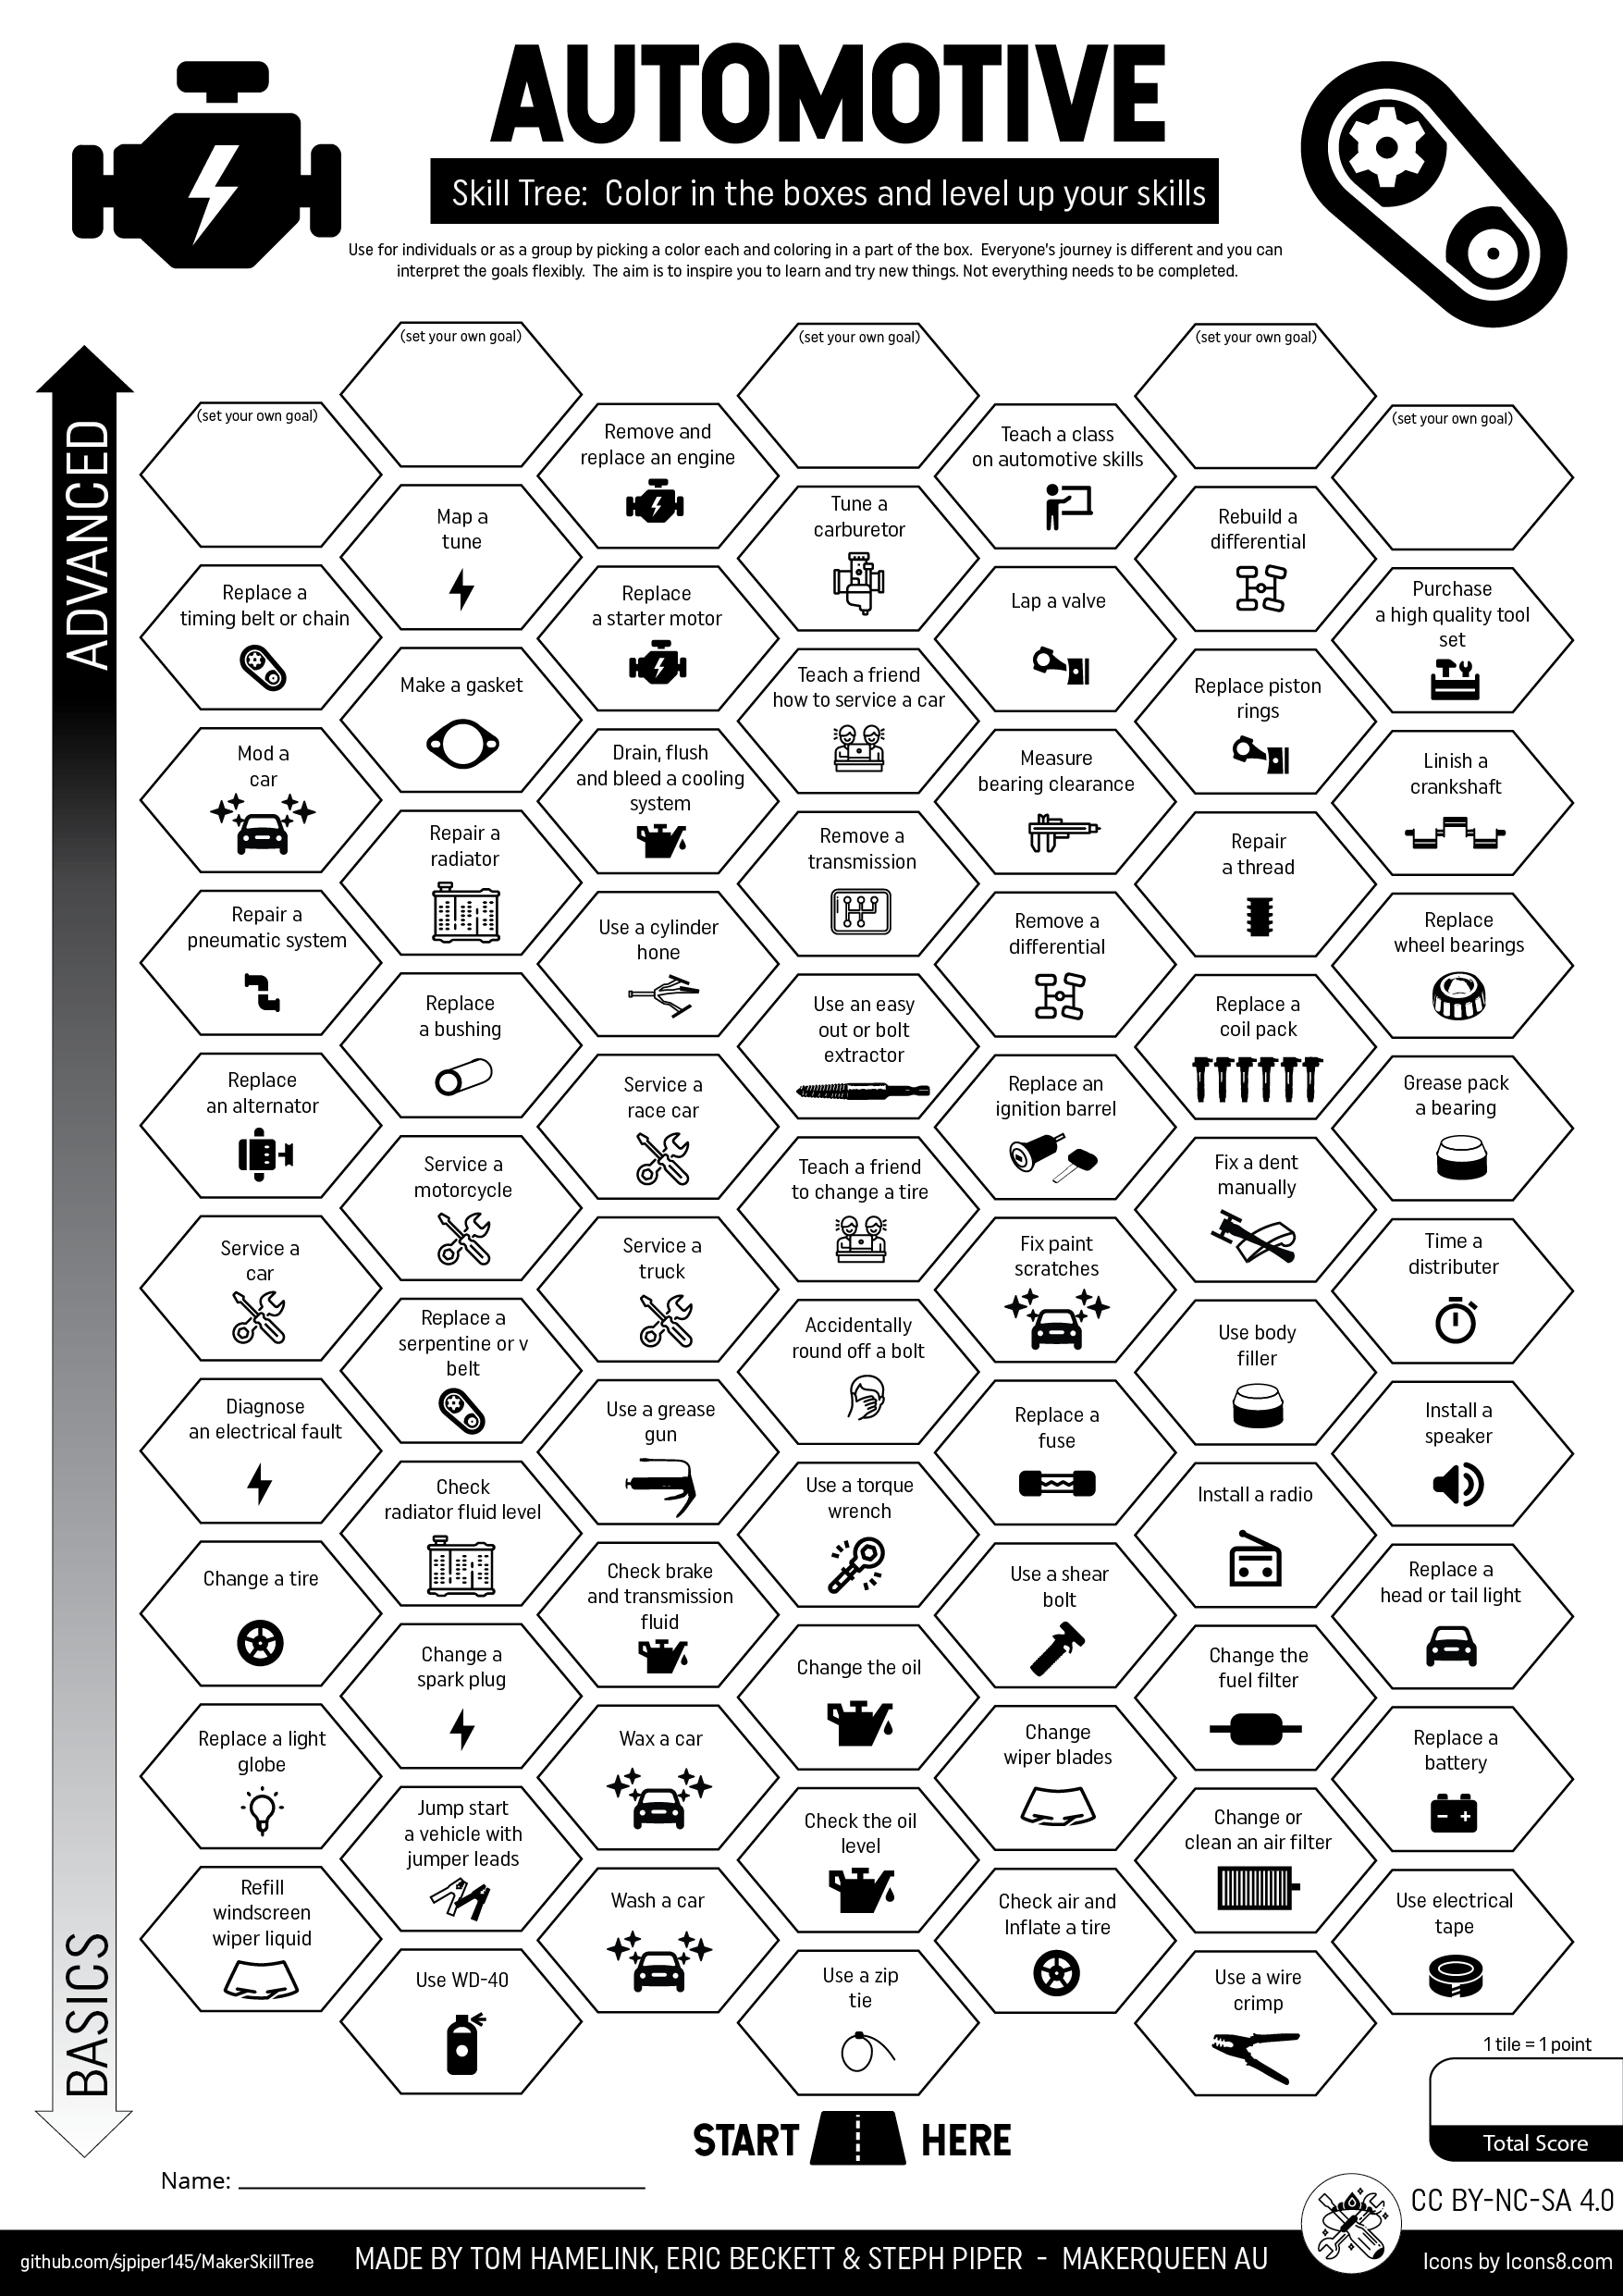 AUTOMOTIVE
Skill Tree:  Color in the boxes and level up your skills
Use for individuals or as a group by picking a color each and coloring in a part of the box.  Everyone's journey is different and you can
interpret the goals flexibly.  The aim is to inspire you to learn and try new things. Not everything needs to be completed.
ADVANCED
BASICS
(set your own goal)
(set your own goal)
(set your own goal)
(set your own goal)
(set your own goal)
Remove and
replace an engine
Teach a class
on automotive skills
Map a
tune
Tune a
carburetor
Rebuild a
differential
Replace a
timing belt or chain
Replace
a starter motor
Lap a valve
Purchase
a high quality tool
set
Make a gasket
Teach a friend
how to service a car
Replace piston
rings
Mod a
car
Drain, flush
and bleed a cooling
system
Measure
bearing clearance
Linish a
crankshaft
Repair a
radiator
Remove a
transmission
Repair
a thread
Repair a
pneumatic system
Use a cylinder
hone
Remove a
differential
Replace
wheel bearings
Replace
a bushing
Use an easy
out or bolt
extractor
Replace a
coil pack
Replace
an alternator
Service a
race car
Replace an
ignition barrel
Grease pack
a bearing
Service a
motorcycle
Teach a friend
to change a tire
Fix a dent
manually
Service a
car
Service a
truck
Fix paint
scratches
Time a
distributer
Replace a
serpentine or v
belt
Accidentally
round off a bolt
Use body
filler
Diagnose
an electrical fault
Use a grease
gun
Replace a
fuse
Install a
speaker
Check
radiator fluid level
Use a torque
wrench
Install a radio
Change a tire
Check brake
and transmission
fluid
Use a shear
bolt
Replace a
head or tail light
Change a
spark plug
Change the oil
Change the
fuel filter
Replace a light
globe
Wax a car
Change
wiper blades
Replace a
battery
Jump start
a vehicle with
jumper leads
Check the oil
level
Change or
clean an air filter
Refill
windscreen
wiper liquid
Wash a car
Check air and
Inflate a tire
Use electrical
tape
Use WD-40
Use a zip
tie
Use a wire
crimp
1 tile = 1 point
Total Score
START HERE
Name:
CC BY-NC-SA 4.0
github.com/sjpiper145/MakerSkillTree
MADE BY TOM HAMELINK, ERIC BECKETT & STEPH PIPER  -  MAKERQUEEN AU
Icons by Icons8.com